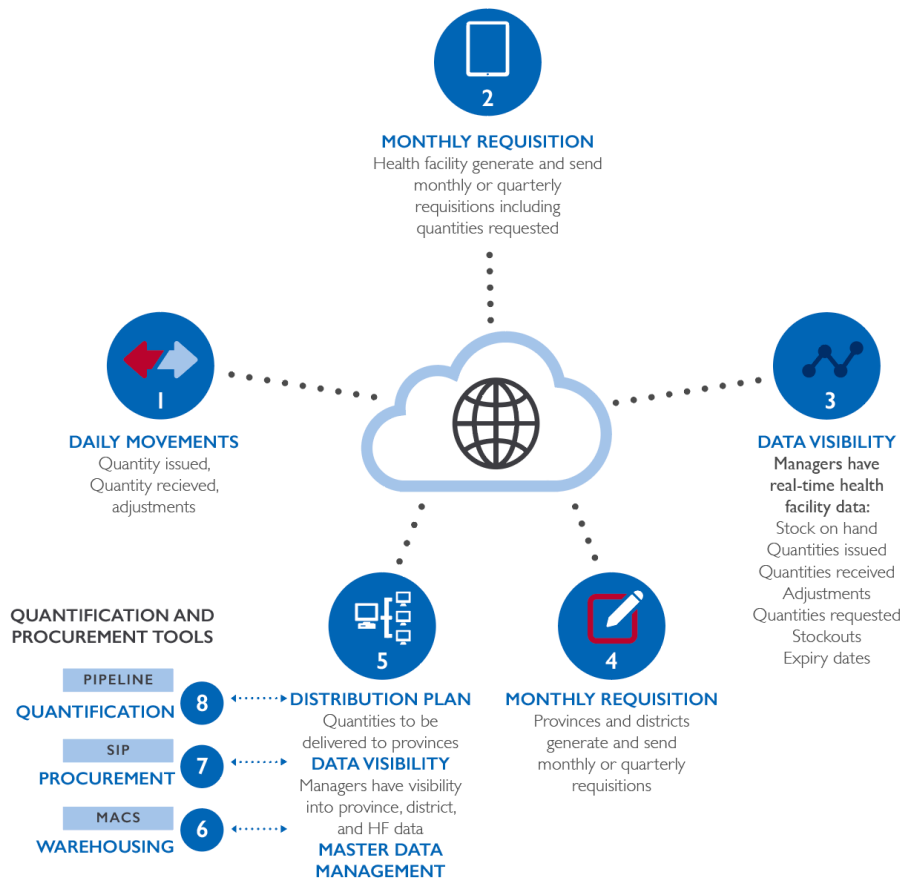 2
MONTHLY REQUISITION
Health facility generate and send
monthly or quarterly
requisitions including
quantities requested
1
DAILY MOVEMENTS
Quantity issued,
Quantity recieved,
adjustments
3
DATA VISIBILITY
Managers have
real-time health
facility data:
Stock on hand
Quantities issued
Quantities received
Adjustments
Quantities requested
Stockouts
Expiry dates
4
MONTHLY REQUISITION
Provinces and districts
generate and send
monthly or quarterly
requisitions
5
DISTRIBUTION PLAN
Quantities to be
delivered to provinces
DATA VISIBILITY
Managers have visibility
into province, district,
and HF data
MASTER DATA
MANAGEMENT
QUANTIFICATION AND
PROCUREMENT TOOLS
PIPELINE
QUANTIFICATION
8
SIP
PROCUREMENT
7
MACS
WAREHOUSING
6